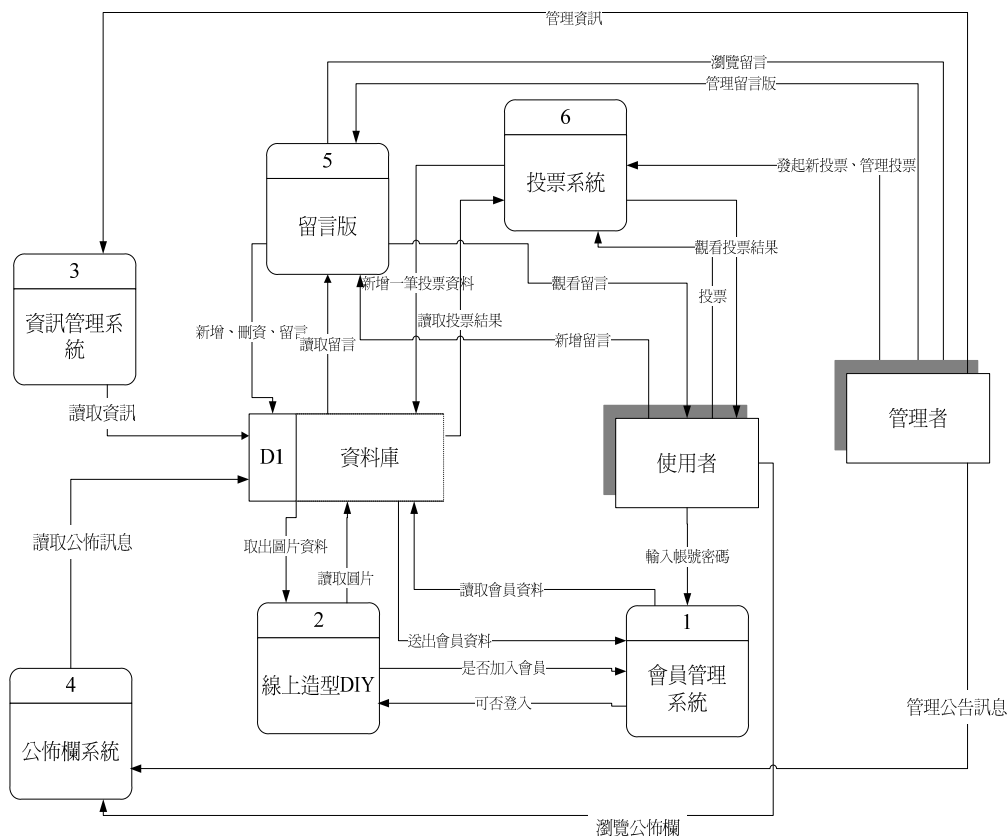 管理資訊
瀏覽留言
管理留言版
6
投票系統
發起新投票、管理投票
5
留言版
觀看投票結果
3
資訊管理系
統
新增一筆投票資料
觀看留言
投票
讀取投票結果
新增、刪資、留言
讀取留言
新增留言
讀取資訊
管理者
D1
資料庫
使用者
讀取公佈訊息
取出圖片資料
讀取圖片
輸入帳號密碼
讀取會員資料
2
線上造型DIY
送出會員資料
1
會員管理
系統
是否加入會員
可否登入
4
公佈欄系統
管理公告訊息
瀏覽公佈欄